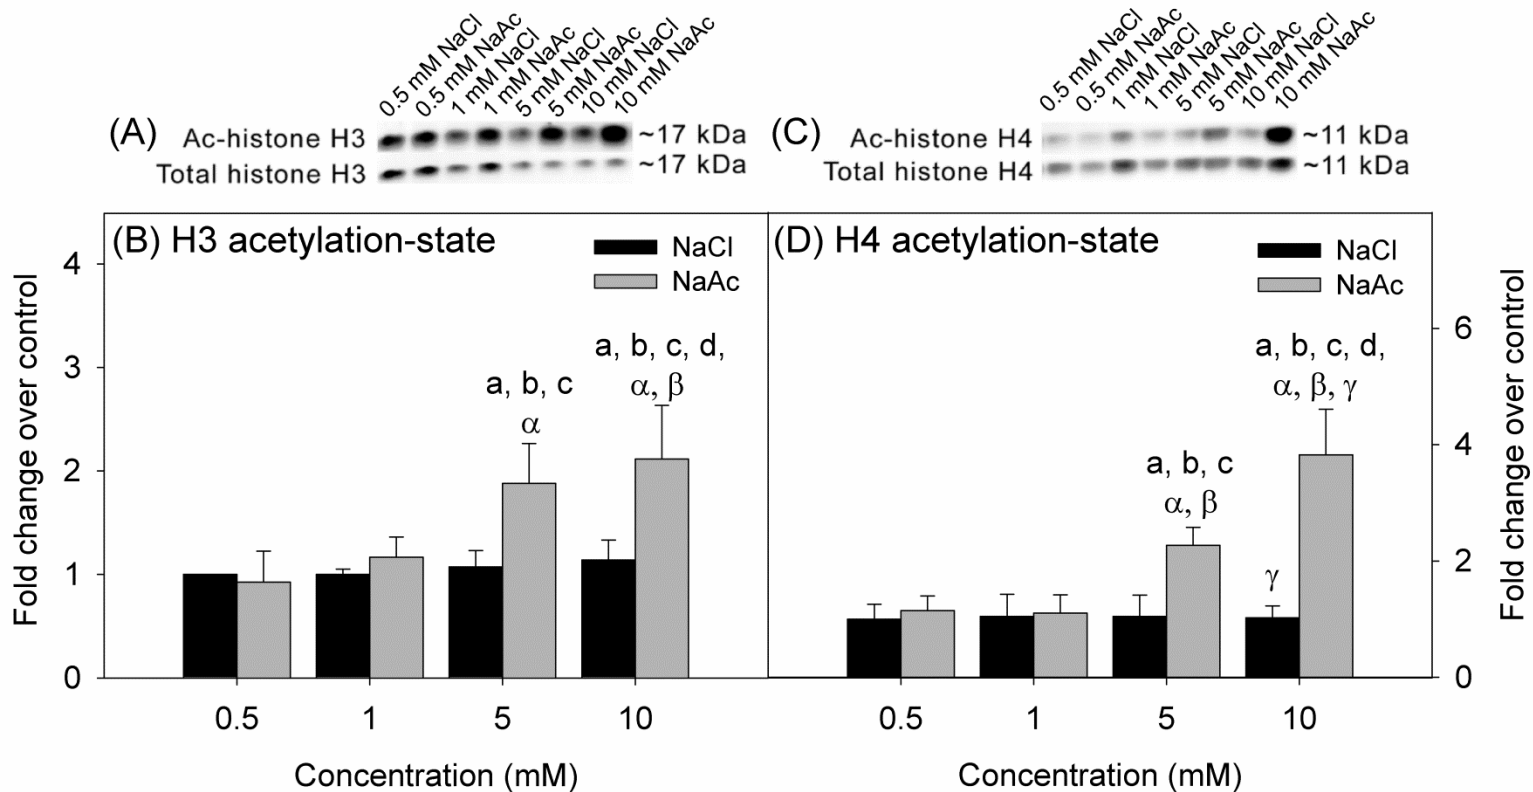 0.5 mM NaCl
0.5 mM NaAc
1 mM NaCl
1 mM NaAc
5 mM NaCl
5 mM NaAc
10 mM NaCl
10 mM NaAc
(A)
Ac-histone H3
~17 kDa
Total histone H3
~17 kDa
0.5 mM NaCl
0.5 mM NaAc
1 mM NaCl
1 mM NaAc
5 mM NaCl
5 mM NaAc
10 mM NaCl
10 mM NaAc
(C)
Ac-histone H4
~11 kDa
Total histone H4
~11 kDa
(B) H3 acetylation-state
NaCl
NaAc
Fold change over control
4
3
2
1
0
a, b, c
α
a, b, c, d,
α, β
0.5
1
5
10
Concentration (mM)
(D) H4 acetylation-state
NaCl
NaAc
a, b, c
α, β
γ
a, b, c, d,
α, β, γ
0.5
1
5
10
Concentration (mM)
6
4
2
0
Fold change over control